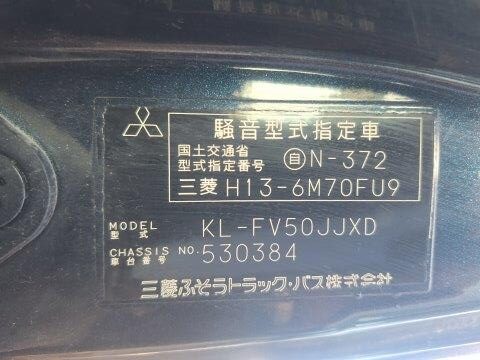 騒音型式指定車
国土交通省
型式指定番号 自N-372
三菱 H13-6M70FU9
MODEL KL-FV50JJXD
型式
CHASSIS NO. 530384
車台番号
三菱ふそうトラック・バス株式会社